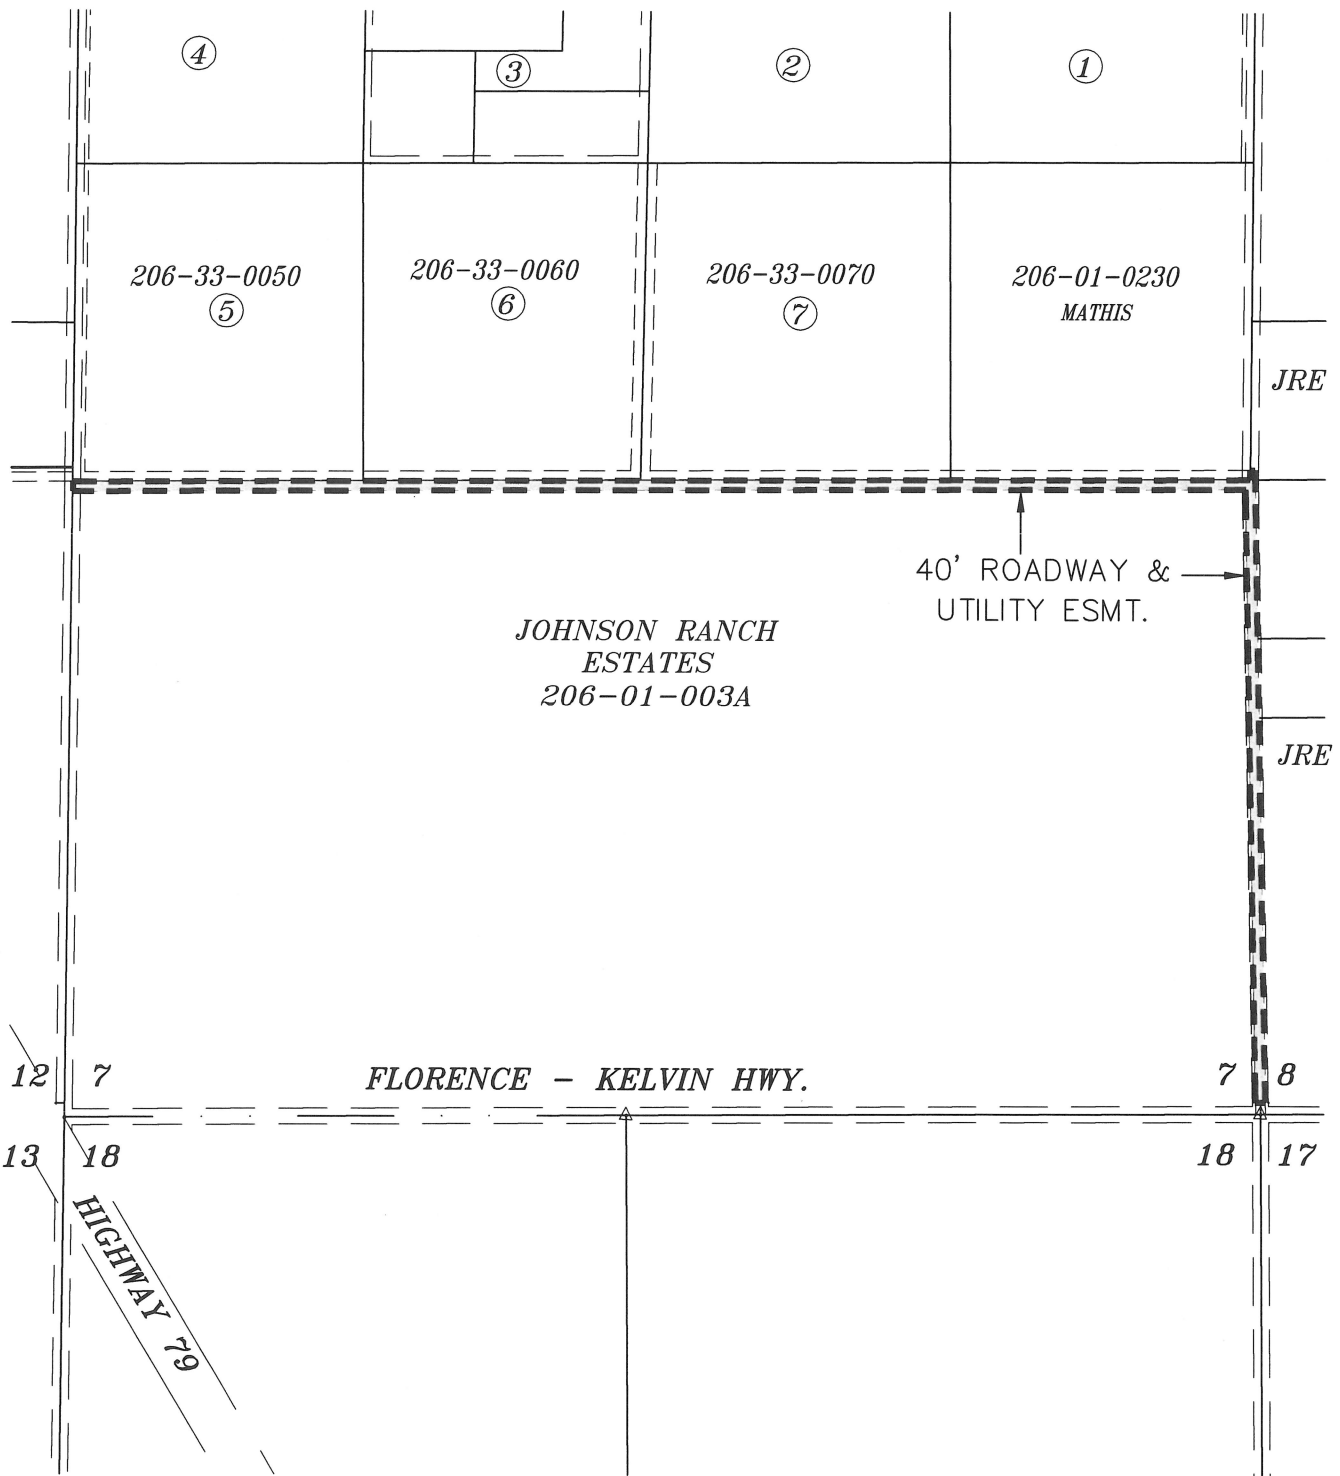 4
3
2
1
206-33-0050
5
206-33-0060
6
206-33-0070
7
206-01-0230
MATHIS
JRE
40' ROADWAY &
UTILITY ESMT.
JOHNSON RANCH
ESTATES
206-01-003A
JRE
12 7
FLORENCE - KELVIN HWY.
7 8
13 18
18 17
HIGHWAY 79